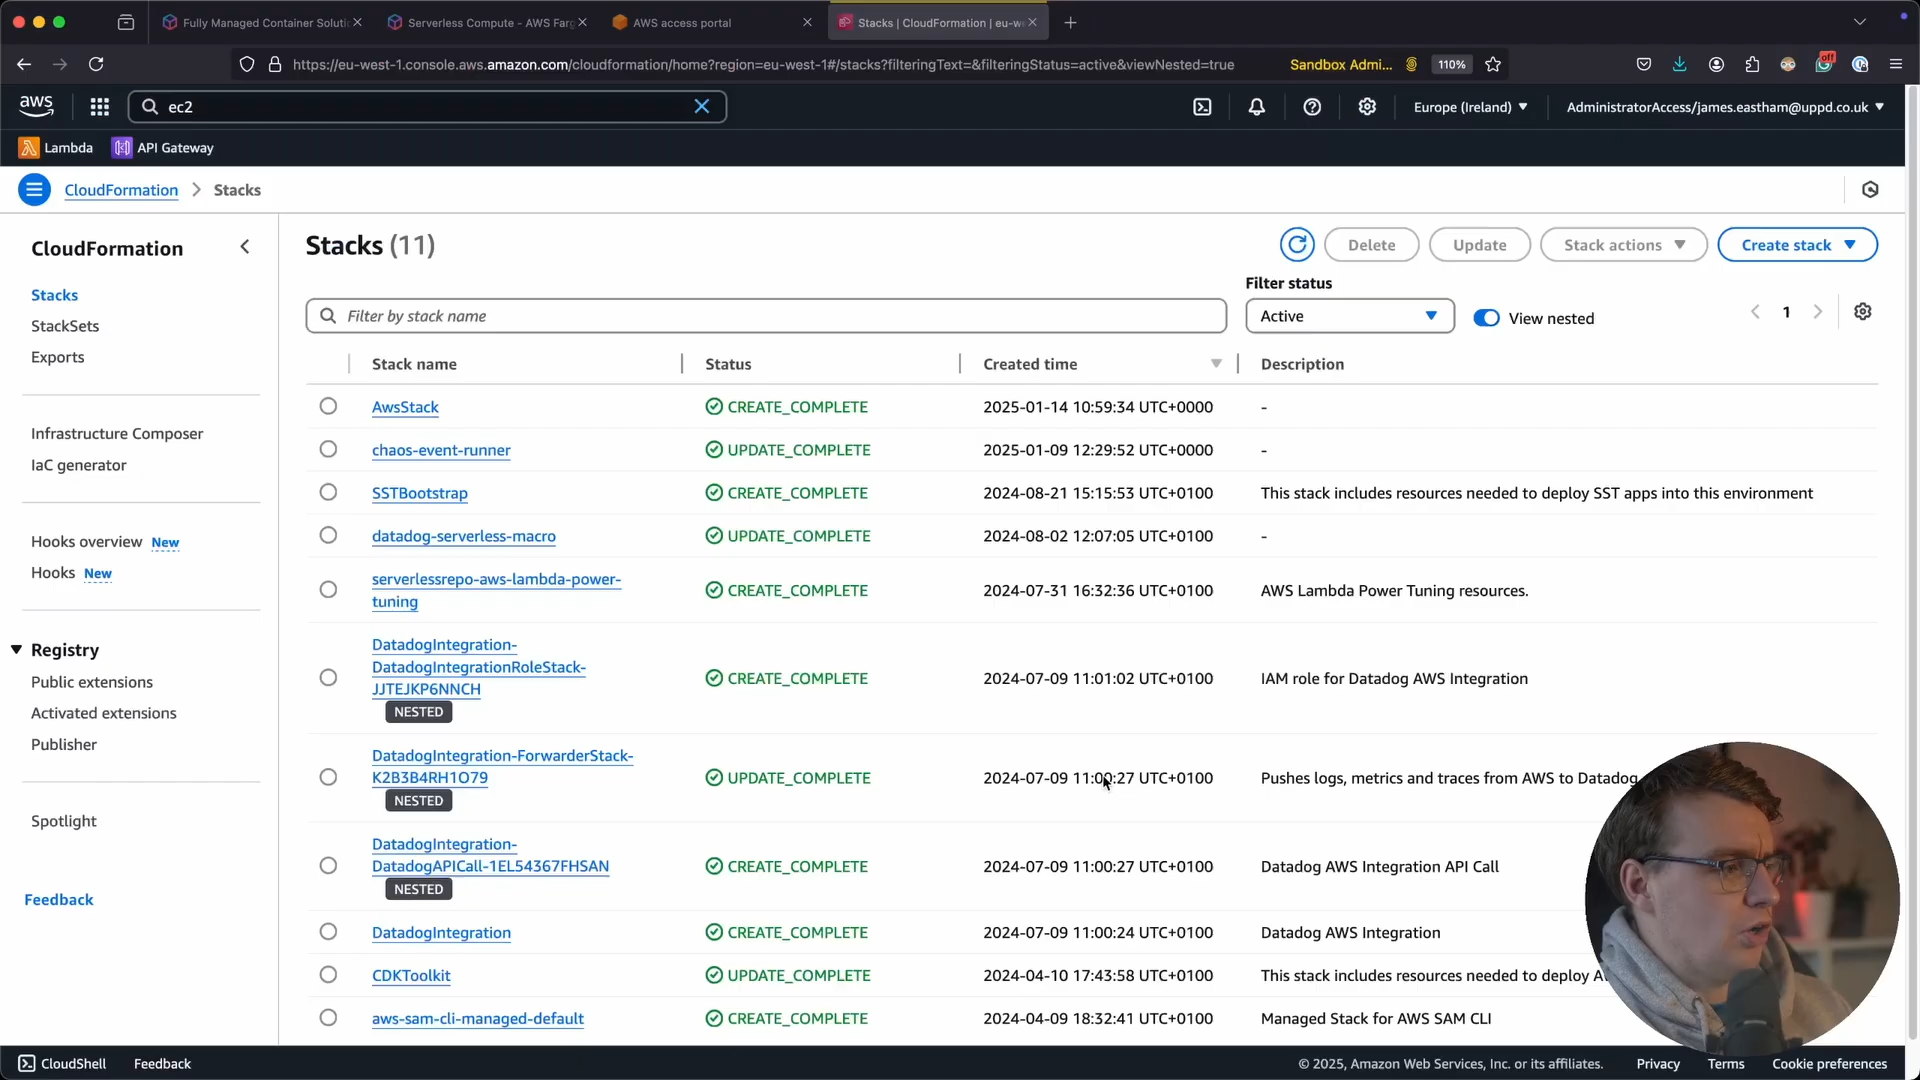 Fully Managed Container Soluti
Serverless Compute - AWS Farg
AWS access portal
Stacks | CloudFormation | eu-we
https://eu-west-1.console.aws.amazon.com/cloudformation/home?region=eu-west-1#/stacks?filteringText=&filteringStatus=active&viewNested=true
Sandbox Admi...
110%
off
aws
ec2
Europe (Ireland)
AdministratorAccess/james.eastham@uppd.co.uk
Lambda
API Gateway
CloudFormation
Stacks
CloudFormation
Stacks
StackSets
Exports
Infrastructure Composer
IaC generator
Hooks overview New
Hooks New
Registry
Public extensions
Activated extensions
Publisher
Spotlight
Feedback
Stacks (11)
Delete
Update
Stack actions
Create stack
Filter status
Filter by stack name
Active
View nested
1
Stack name
Status
Created time
Description
AwsStack
CREATE_COMPLETE
2025-01-14 10:59:34 UTC+0000
-
chaos-event-runner
UPDATE_COMPLETE
2025-01-09 12:29:52 UTC+0000
-
SSTBootstrap
CREATE_COMPLETE
2024-08-21 15:15:53 UTC+0100
This stack includes resources needed to deploy SST apps into this environment
datadog-serverless-macro
UPDATE_COMPLETE
2024-08-02 12:07:05 UTC+0100
-
serverlessrepo-aws-lambda-power-
tuning
CREATE_COMPLETE
2024-07-31 16:32:36 UTC+0100
AWS Lambda Power Tuning resources.
DatadogIntegration-
DatadogIntegrationRoleStack-
JJTEJKP6NNCH
NESTED
CREATE_COMPLETE
2024-07-09 11:01:02 UTC+0100
IAM role for Datadog AWS Integration
DatadogIntegration-ForwarderStack-
K2B3B4RH1O79
NESTED
UPDATE_COMPLETE
2024-07-09 11:00:27 UTC+0100
Pushes logs, metrics and traces from AWS to Datadog
DatadogIntegration-
DatadogAPICall-1EL54367FHSAN
NESTED
CREATE_COMPLETE
2024-07-09 11:00:27 UTC+0100
Datadog AWS Integration API Call
DatadogIntegration
CREATE_COMPLETE
2024-07-09 11:00:24 UTC+0100
Datadog AWS Integration
CDKToolkit
UPDATE_COMPLETE
2024-04-10 17:43:58 UTC+0100
This stack includes resources needed to deploy A
aws-sam-cli-managed-default
CREATE_COMPLETE
2024-04-09 18:32:41 UTC+0100
Managed Stack for AWS SAM CLI
CloudShell
Feedback
© 2025, Amazon Web Services, Inc. or its affiliates.
Privacy
Terms
Cookie preferences